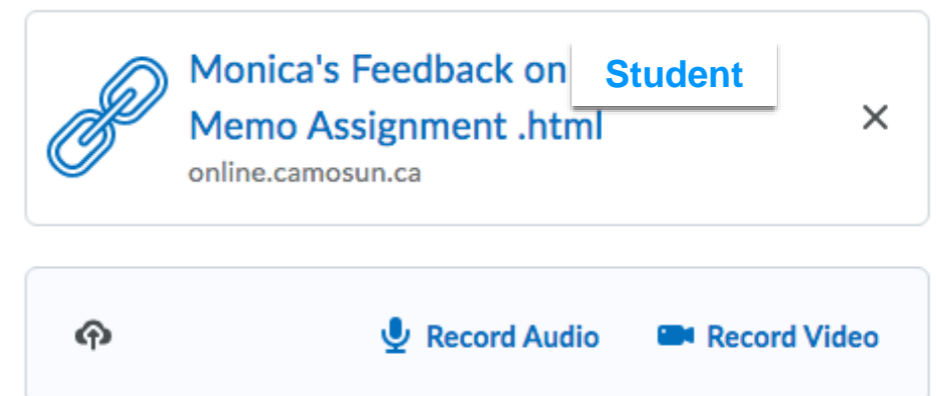 Monica's Feedback on Student
Memo Assignment .html
online.camosun.ca
Record Audio Record Video